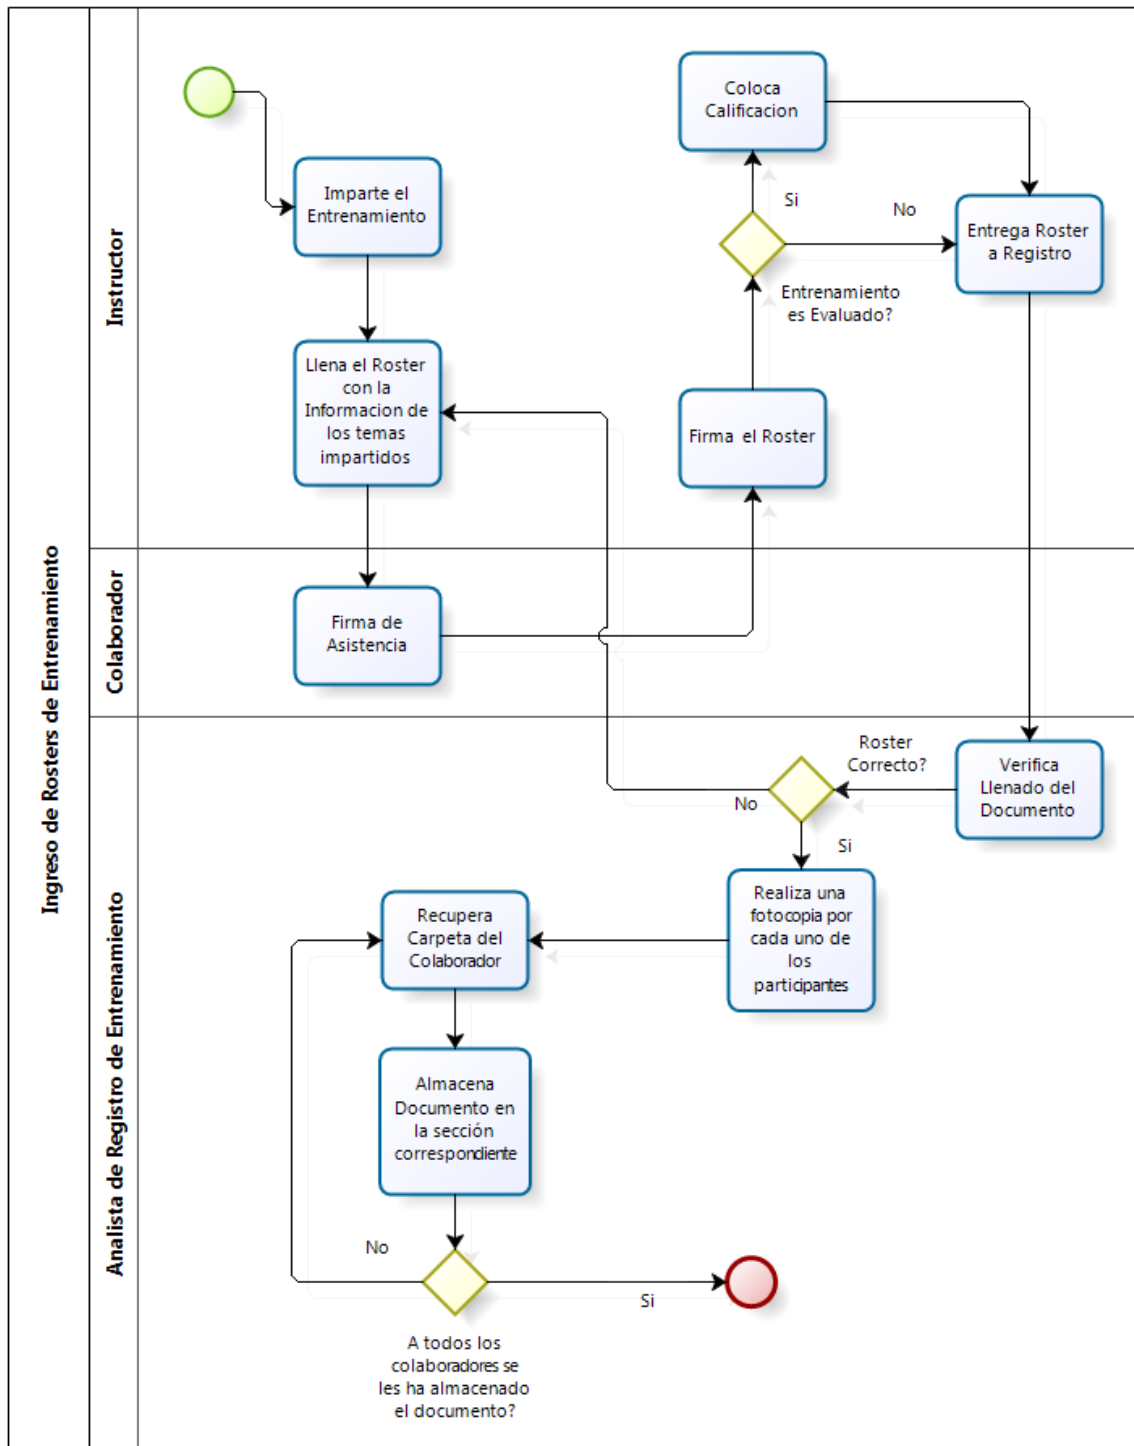 Ingreso de Rosters de Entrenamiento
Instructor
Imparte el
Entrenamiento
Llena el Roster
con la
Informacion de
los temas
impartidos
Coloca
Calificacion
Si
No
Entrega Roster
a Registro
Entrenamiento
es Evaluado?
Firma el Roster
Colaborador
Firma de
Asistencia
Analista de Registro de Entrenamiento
Roster
Correcto?
Verifica
Llenado del
Documento
No
Si
Realiza una
fotocopia por
cada uno de
los
participantes
Recupera
Carpeta del
Colaborador
Almacena
Documento en
la sección
correspondiente
No
Si
A todos los
colaboradores se
les ha almacenado
el documento?